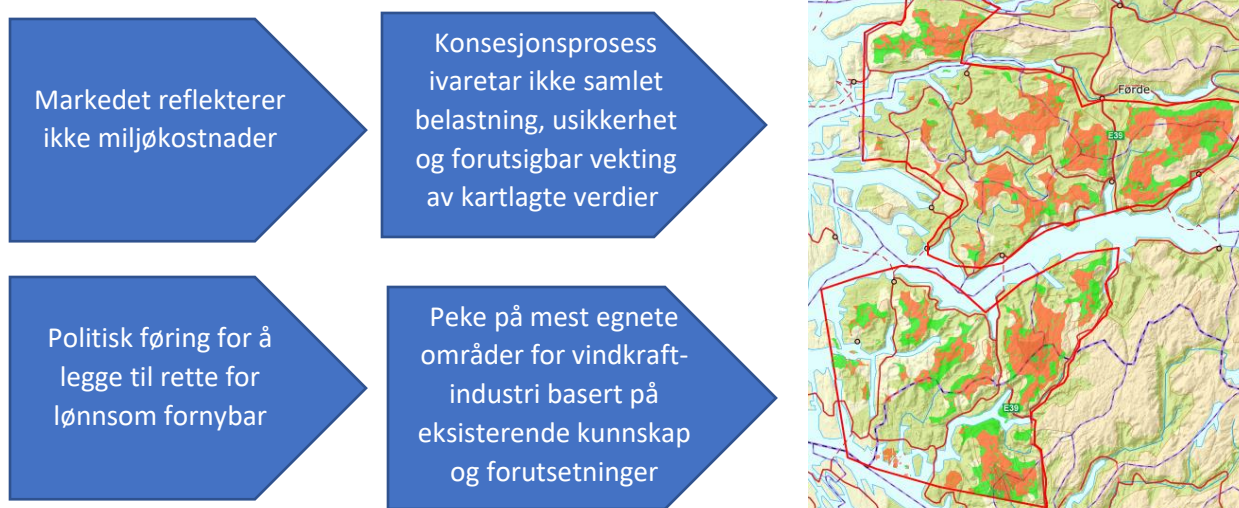 Markedet reflekterer
ikke miljøkostnader
Konsesjonsprosess
ivaretar ikke samlet
belastning, usikkerhet
og forutsigbar vekting
av kartlagte verdier
Politisk føring for å
legge til rette for
lønnsom fornybar
Peke på mest egnete
områder for vindkraft-
industri basert på
eksisterende kunnskap
og forutsetninger
Førde
E39
E39